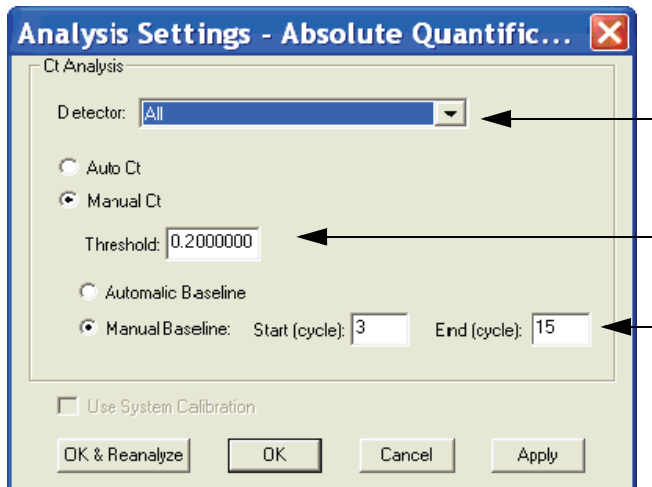 Analysis Settings - Absolute Quantific...
Ct Analysis
Detector: All
Auto Ct
Manual Ct
Threshold: 0.2000000
Automatic Baseline
Manual Baseline: Start (cycle): 3 End (cycle): 15
Use System Calibration
OK & Reanalyze OK Cancel Apply